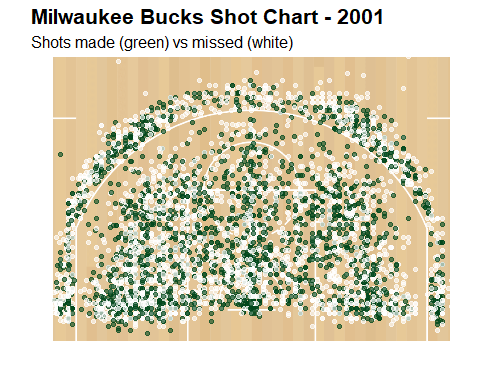 Milwaukee Bucks Shot Chart - 2001
Shots made (green) vs missed (white)